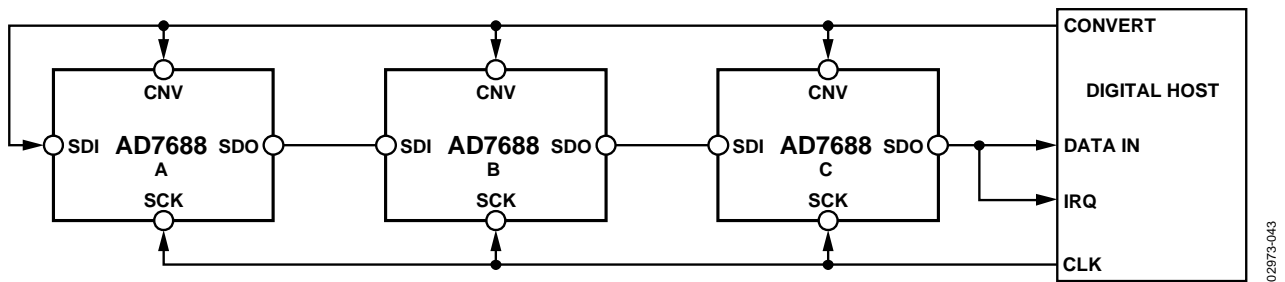 CONVERT
CNV CNV CNV
DIGITAL HOST
SDI AD7688 SDO SDI AD7688 SDO SDI AD7688 SDO DATA IN
A B C
SCK SCK SCK
IRQ
CLK
02973-043